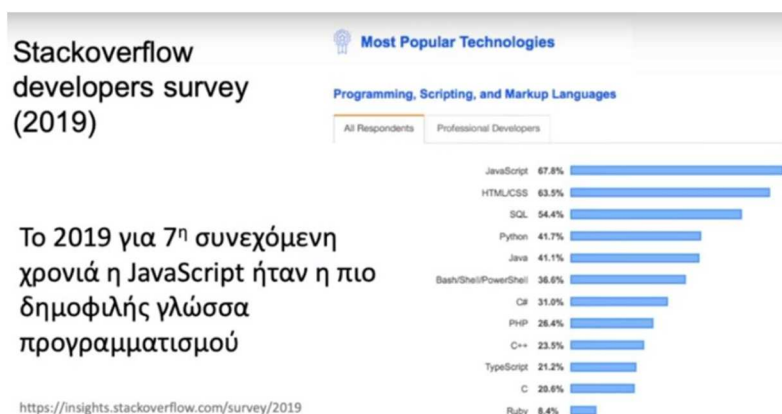 Stackoverflow
developers survey
(2019)
Το 2019 για 7η συνεχόμενη
χρονιά η JavaScript ήταν η πιο
δημοφιλής γλώσσα
προγραμματισμού
https://insights.stackoverflow.com/survey/2019
Most Popular Technologies
Programming, Scripting, and Markup Languages
All Respondents Professional Developers
JavaScript 67.8%
HTML/CSS 63.5%
SQL 54.4%
Python 41.7%
Java 41.1%
Bash/Shell/PowerShell 36.6%
C# 31.0%
PHP 26.4%
C++ 23.5%
TypeScript 21.2%
C 20.6%
Ruby 8.4%